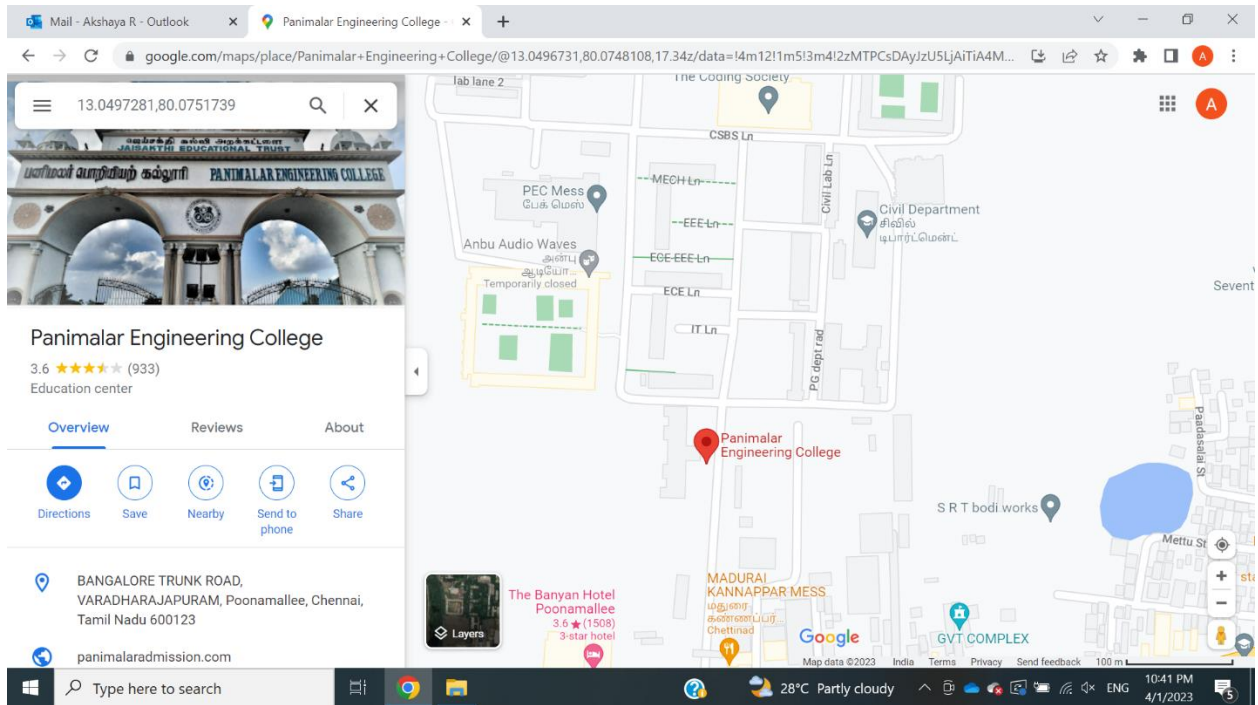 Mail - Akshaya R - Outlook
Panimalar Engineering College -
google.com/maps/place/Panimalar+Engineering+College/@13.0496731,80.0748108,17.34z/data=!4m12!1m5!3m4!2zMTPCsDAyJzU5LjAiTiA4M...
A
13.0497281,80.0751739
JAISAKTHI EDUCATIONAL TRUST
பனிமலர் பொறியியற் கல்லூரி PANIMALAR ENGINEERING COLLEGE
Panimalar Engineering College
3.6 (933)
Education center
Overview Reviews About
Directions Save Nearby Send to phone Share
BANGALORE TRUNK ROAD,
VARADHARAJAPURAM, Poonamallee, Chennai,
Tamil Nadu 600123
panimalaradmission.com
lab lane 2
The Coding Society
A
CSBS Ln
MECH Ln
PEC Mess
பேக் மெஸ்
Civil Lab Ln
EEE Ln
Civil Department
சிவில்
டிபார்ட்மென்ட்
Anbu Audio Waves
அன்பு
ஆடியோ...
Temporarily closed
ECE-EEE Ln
ECE Ln
Sevent
IT Ln
PG dept rad
Paadasalai St
Panimalar
Engineering College
S R T bodi works
Mettu St
Layers
The Banyan Hotel
Poonamallee
3.6 (1508)
3-star hotel
MADURAI
KANNAPPAR MESS
மதுரை
கண்ணப்பர்
Chettinad
Google
GVT COMPLEX
sta
Map data ©2023 India Terms Privacy Send feedback 100 m
Type here to search
28°C Partly cloudy
ENG
10:41 PM
4/1/2023
5